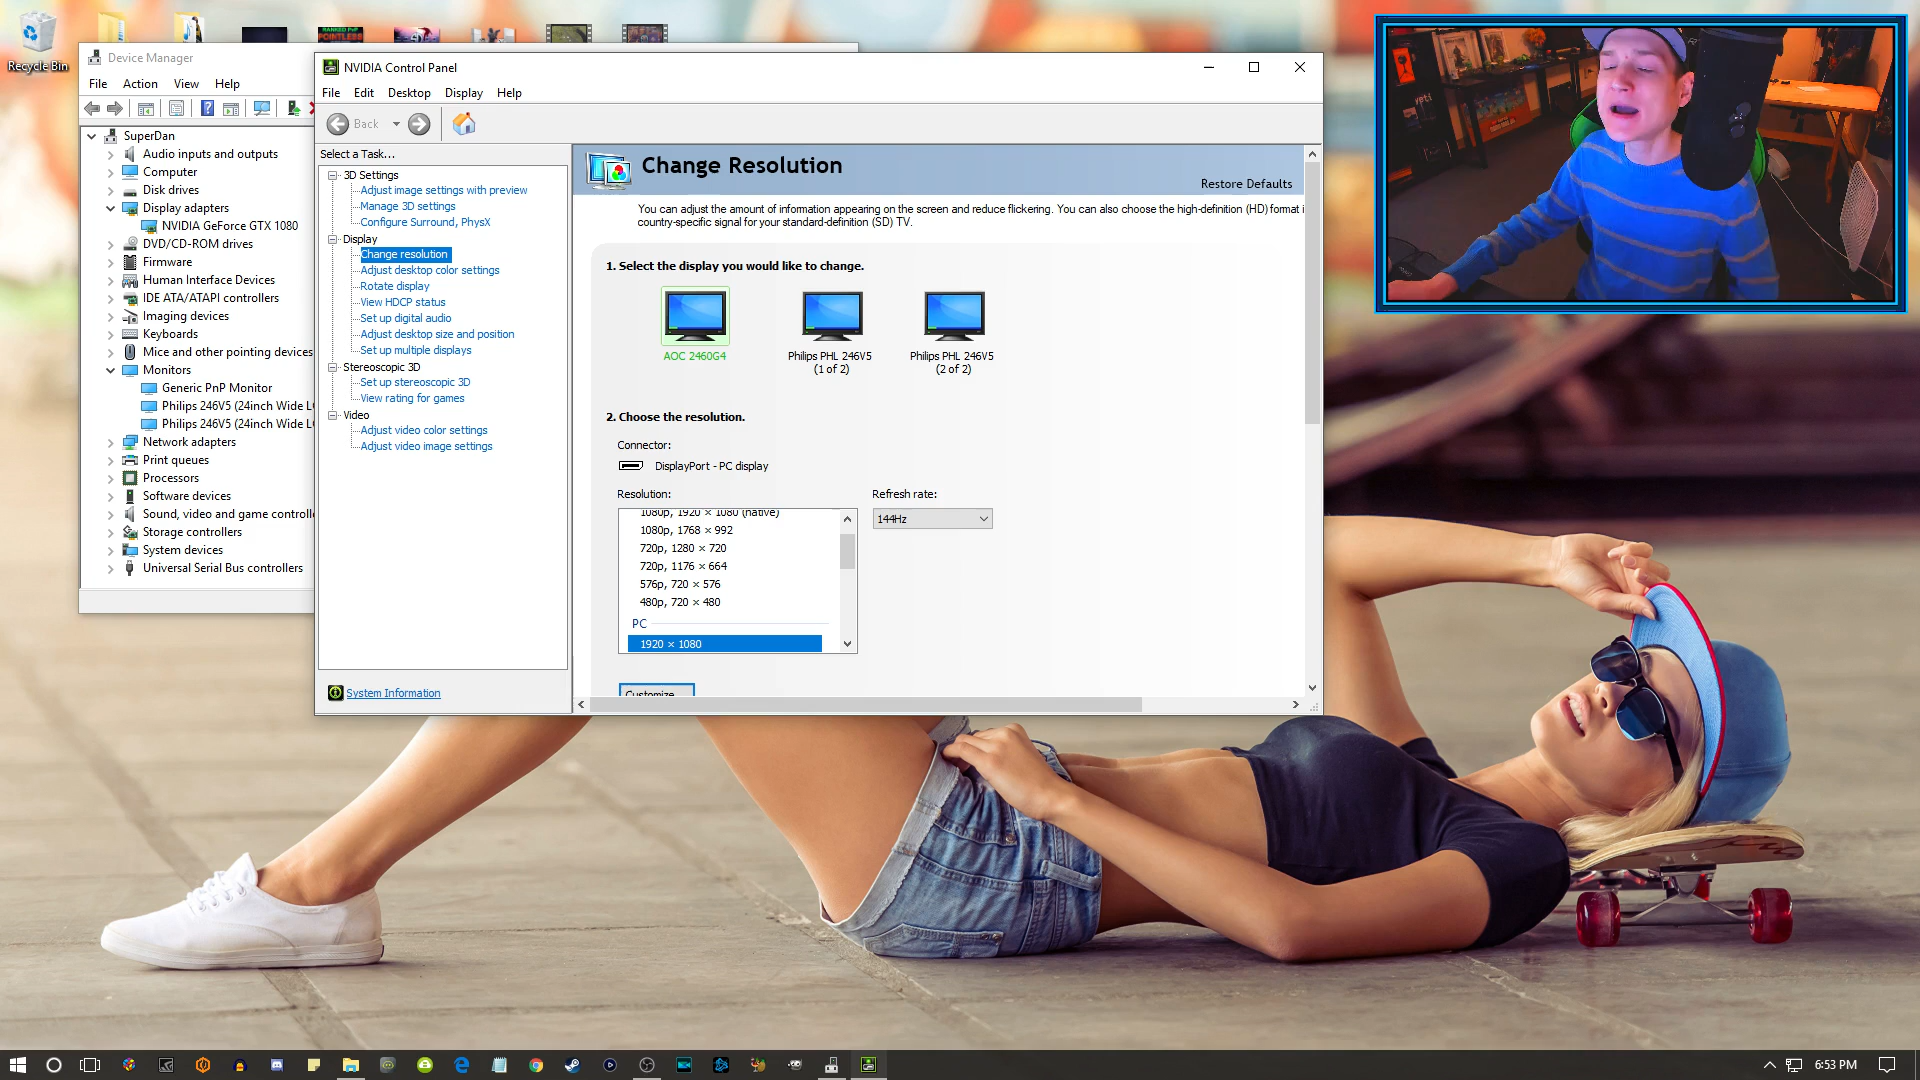 Recycle Bin
RANKED PVP
POINTLESS
Device Manager
File Action View Help
SuperDan
Audio inputs and outputs
Computer
Disk drives
Display adapters
NVIDIA GeForce GTX 1080
DVD/CD-ROM drives
Firmware
Human Interface Devices
IDE ATA/ATAPI controllers
Imaging devices
Keyboards
Mice and other pointing devices
Monitors
Generic PnP Monitor
Philips 246V5 (24inch Wide L
Philips 246V5 (24inch Wide L
Network adapters
Print queues
Processors
Software devices
Sound, video and game controlle
Storage controllers
System devices
Universal Serial Bus controllers
NVIDIA Control Panel
File Edit Desktop Display Help
Back
Select a Task...
3D Settings
Adjust image settings with preview
Manage 3D settings
Configure Surround, PhysX
Display
Change resolution
Adjust desktop color settings
Rotate display
View HDCP status
Set up digital audio
Adjust desktop size and position
Set up multiple displays
Stereoscopic 3D
Set up stereoscopic 3D
View rating for games
Video
Adjust video color settings
Adjust video image settings
System Information
Change Resolution
Restore Defaults
You can adjust the amount of information appearing on the screen and reduce flickering. You can also choose the high-definition (HD) format i
country-specific signal for your standard-definition (SD) TV.
1. Select the display you would like to change.
AOC 2460G4
Philips PHL 246V5
(1 of 2)
Philips PHL 246V5
(2 of 2)
2. Choose the resolution.
Connector:
DisplayPort - PC display
Resolution:
Refresh rate:
1080p, 1920 × 1080 (native)
144Hz
1080p, 1768 × 992
720p, 1280 × 720
720p, 1176 × 664
576p, 720 × 576
480p, 720 × 480
PC
1920 × 1080
Customize...
yeti
6:53 PM